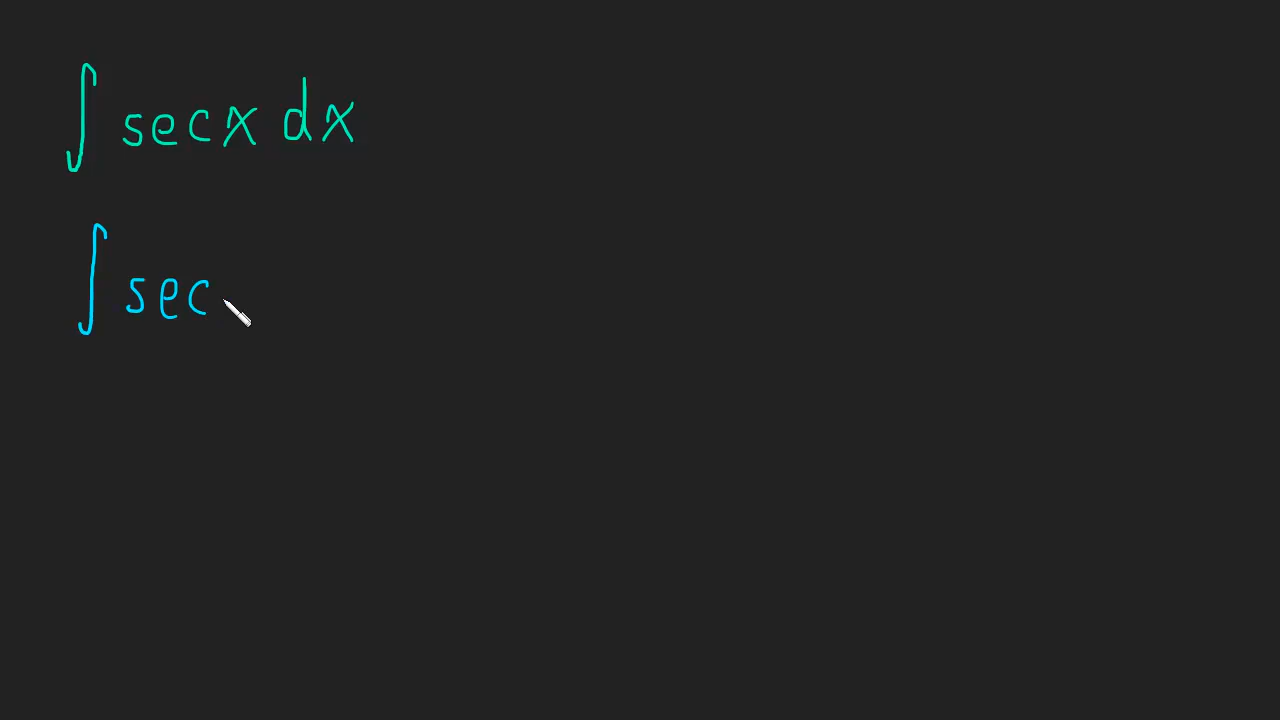 ∫ secx dx
∫ sec